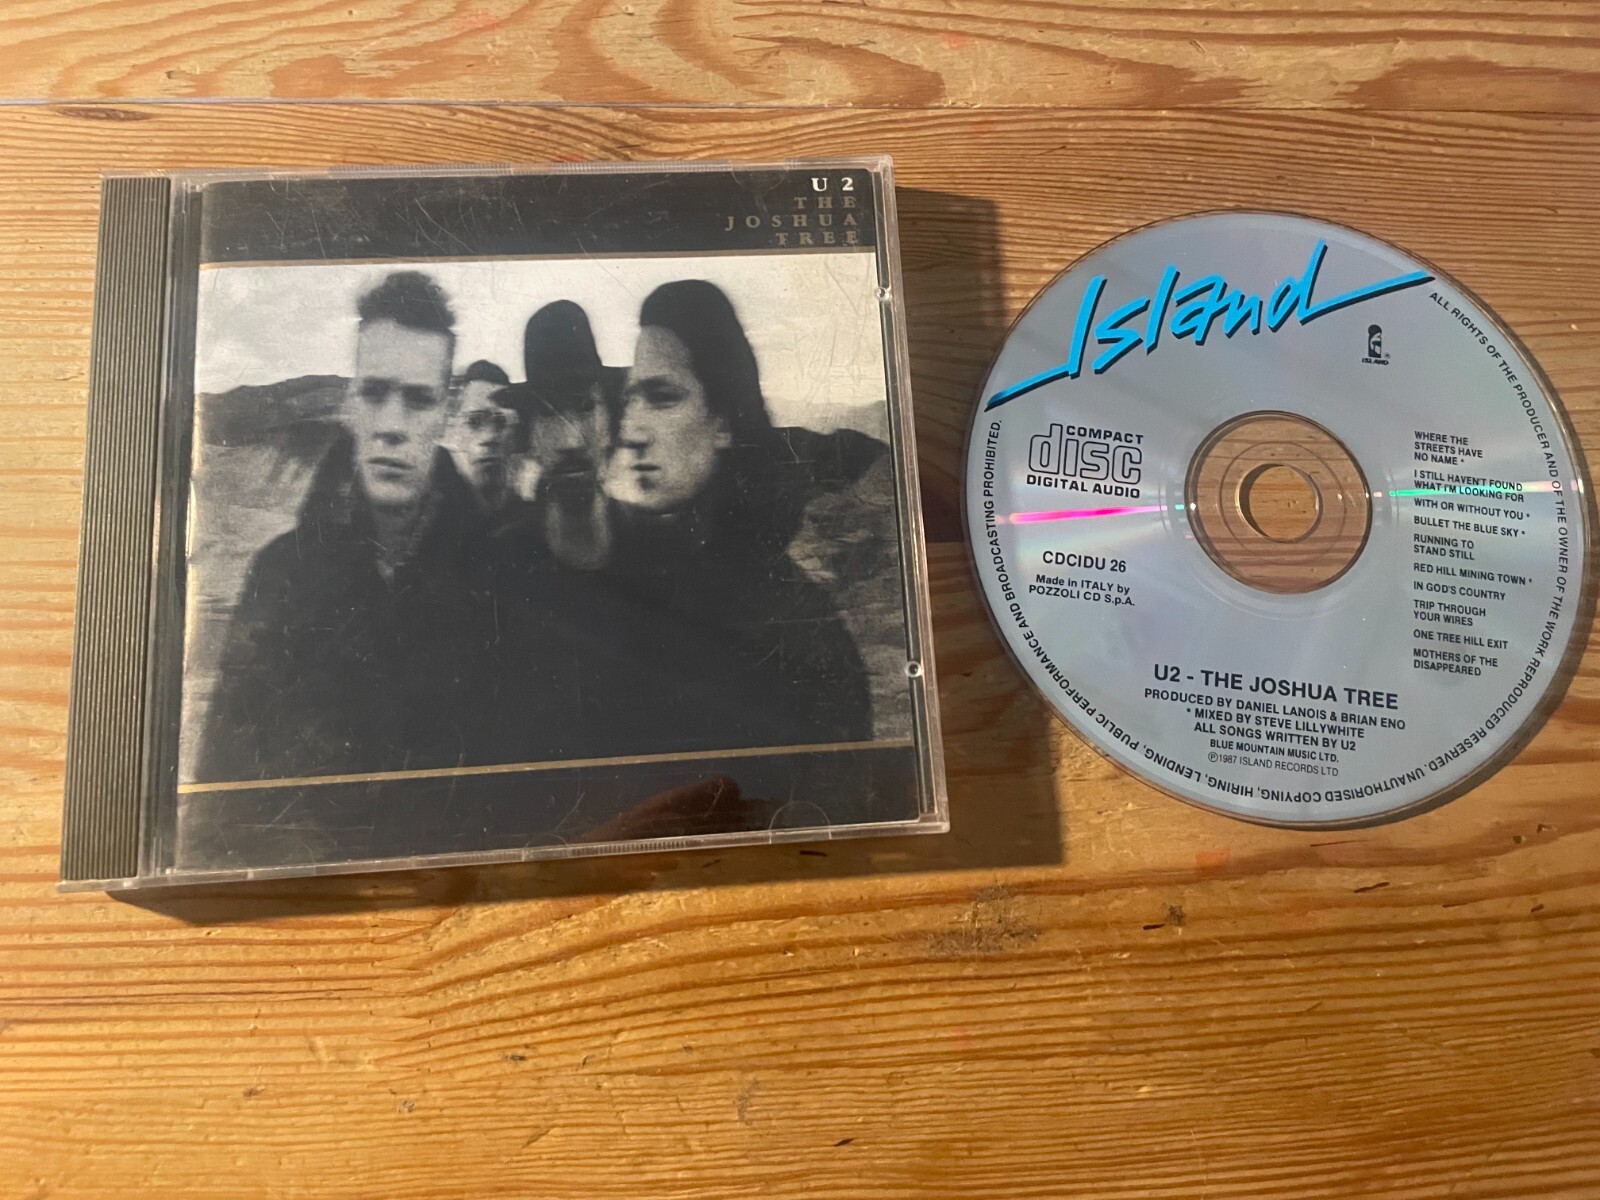 U 2
THE
JOSHUA
TREE
Island
ISLAND
COMPACT
disc
DIGITAL AUDIO
CDCIDU 26
Made in ITALY by
POZZOLI CD S.p.A.
WHERE THE
STREETS HAVE
NO NAME *
I STILL HAVEN'T FOUND
WHAT I'M LOOKING FOR
WITH OR WITHOUT YOU *
BULLET THE BLUE SKY *
RUNNING TO
STAND STILL
RED HILL MINING TOWN *
IN GOD'S COUNTRY
TRIP THROUGH
YOUR WIRES
ONE TREE HILL EXIT
MOTHERS OF THE
DISAPPEARED
U2 - THE JOSHUA TREE
PRODUCED BY DANIEL LANOIS & BRIAN ENO
* MIXED BY STEVE LILLYWHITE
ALL SONGS WRITTEN BY U2
BLUE MOUNTAIN MUSIC LTD.
℗1987 ISLAND RECORDS LTD
ALL RIGHTS OF THE PRODUCER AND OF THE OWNER OF THE WORK REPRODUCED RESERVED. UNAUTHORISED COPYING, HIRING, LENDING, PUBLIC PERFORMANCE AND BROADCASTING PROHIBITED.